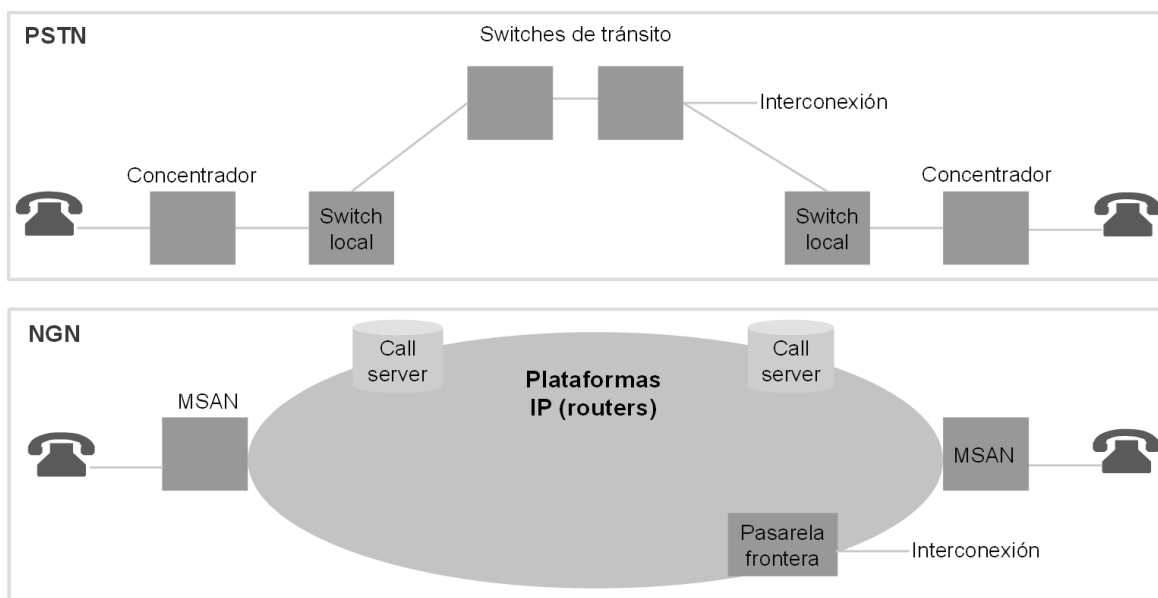 PSTN
Switches de tránsito
Interconexión
Concentrador
Concentrador
Switch
local
Switch
local
NGN
Call
server
Call
server
Plataformas
IP (routers)
MSAN
MSAN
Pasarela
frontera
Interconexión